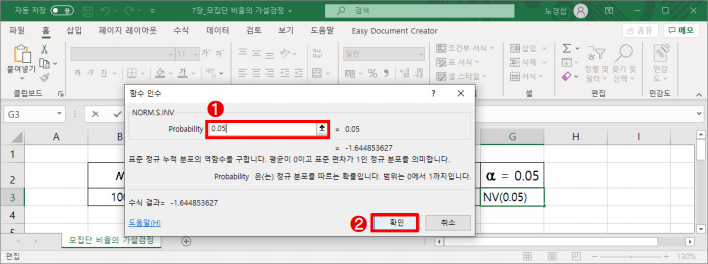 자동 저장 끔 7장_모집단 비율의 가설검정 검색 노경섭
파일 홈 삽입 페이지 레이아웃 수식 데이터 검토 보기 도움말 Easy Document Creator 공유 메모
붙여넣기 11 가 가 일반 조건부 서식 삽입 정렬 및 찾기 및 민감
표 서식 삭제 필터 선택 도
셀 스타일 서식
클립보드 편집 민감도
함수 인수 ? ×
G3
NORM.S.INV
❶
Probability 0.05 = 0.05
= -1.644853627
표준 정규 누적 분포의 역함수를 구합니다. 평균이 0이고 표준 편차가 1인 정규 분포를 의미합니다.
Probability 은(는) 정규 분포를 따르는 확률입니다. 범위는 0에서 1까지입니다.
수식 결과= -1.644853627
도움말(H) ❷ 확인 취소
A B G H I
1
2 N α = 0.05
3 NV(0.05)
4
5
모집단 비율의 가설검정
편집 130%